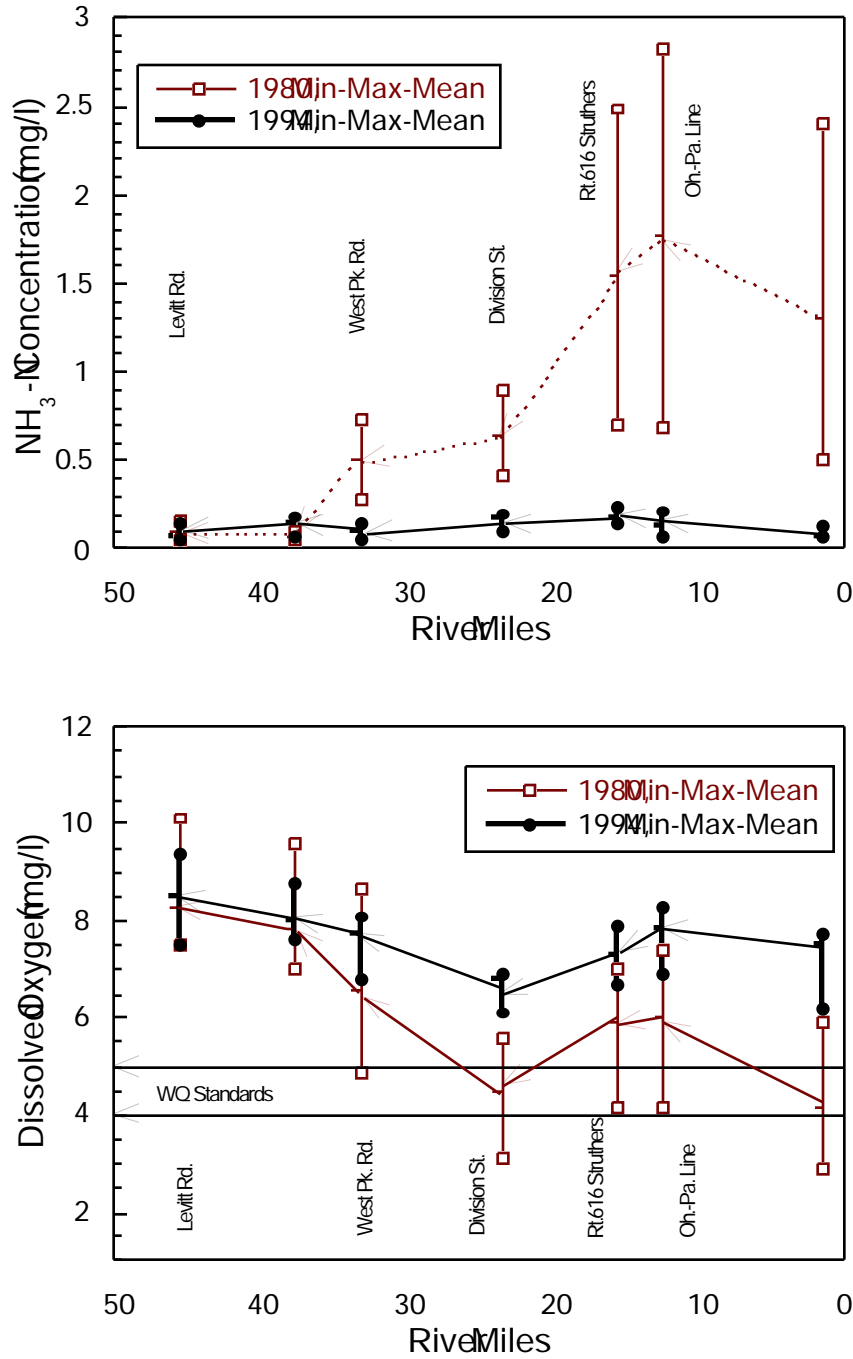 3
2.5
2
1.5
1
0.5
0
NH3-N Concentration (mg/l)
1980, Min-Max-Mean
1994, Min-Max-Mean
Levitt Rd.
West Pk. Rd.
Division St.
Rt.616 Struthers
Oh.-Pa. Line
50 40 30 20 10 0
River Miles
12
10
8
6
4
2
Dissolved Oxygen (mg/l)
1980, Min-Max-Mean
1994, Min-Max-Mean
WQ Standards
Levitt Rd.
West Pk. Rd.
Division St.
Rt.616 Struthers
Oh.-Pa. Line
50 40 30 20 10 0
River Miles